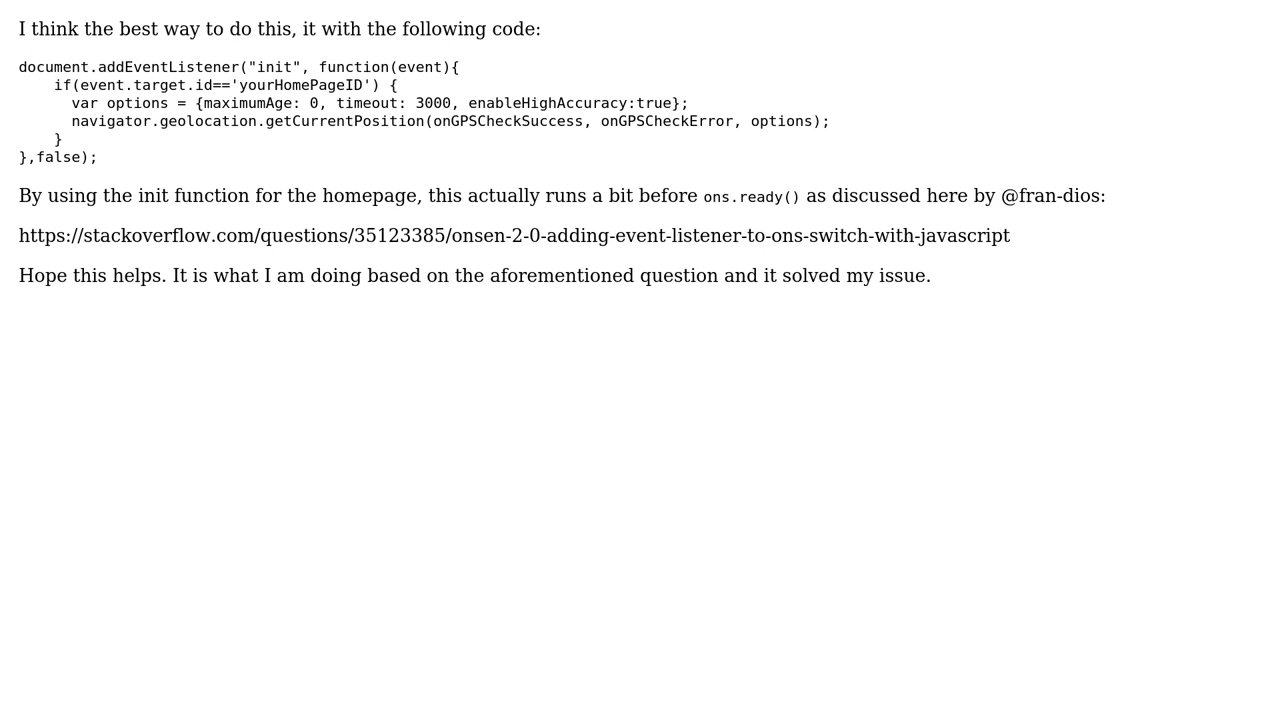 I think the best way to do this, it with the following code:
document.addEventListener("init", function(event){
    if(event.target.id=='yourHomePageID') {
      var options = {maximumAge: 0, timeout: 3000, enableHighAccuracy:true};
      navigator.geolocation.getCurrentPosition(onGPSCheckSuccess, onGPSCheckError, options);
    }
},false);
By using the init function for the homepage, this actually runs a bit before ons.ready() as discussed here by @fran-dios:
https://stackoverflow.com/questions/35123385/onsen-2-0-adding-event-listener-to-ons-switch-with-javascript
Hope this helps. It is what I am doing based on the aforementioned question and it solved my issue.